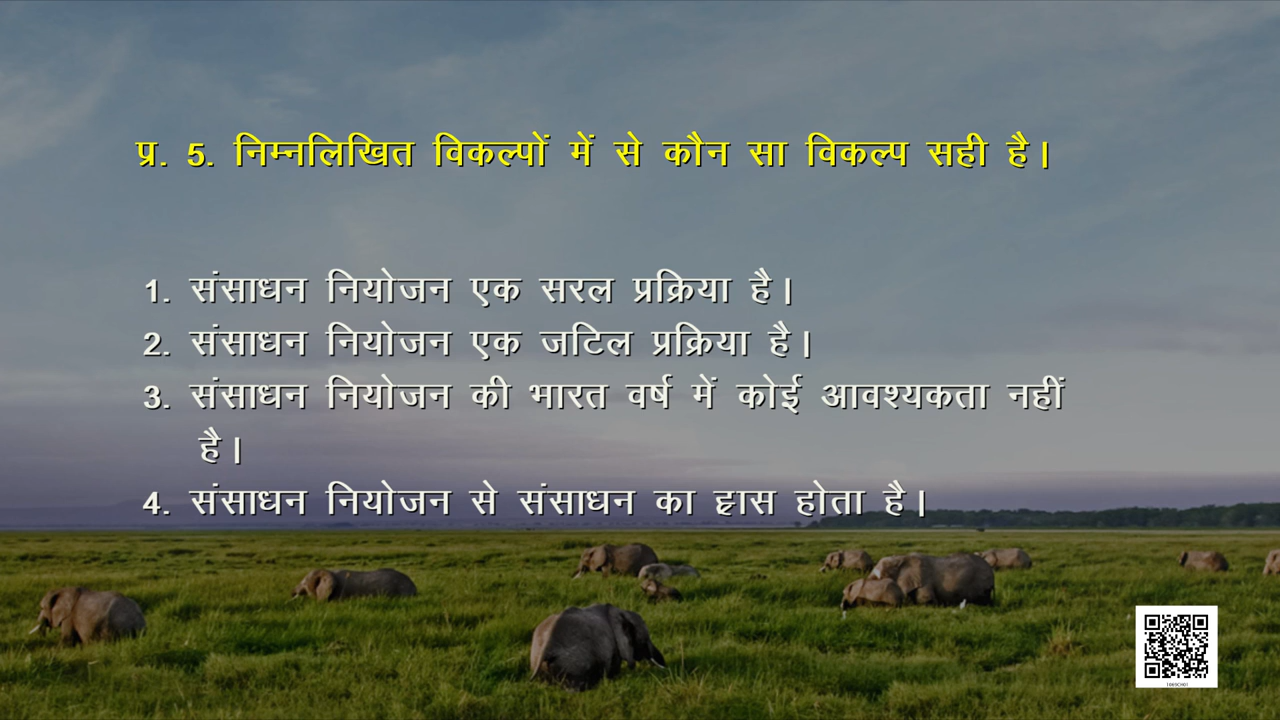 प्र. 5. निम्नलिखित विकल्पों में से कौन सा विकल्प सही है।
1. संसाधन नियोजन एक सरल प्रक्रिया है।
2. संसाधन नियोजन एक जटिल प्रक्रिया है।
3. संसाधन नियोजन की भारत वर्ष में कोई आवश्यकता नहीं
है।
4. संसाधन नियोजन से संसाधन का ह्रास होता है।